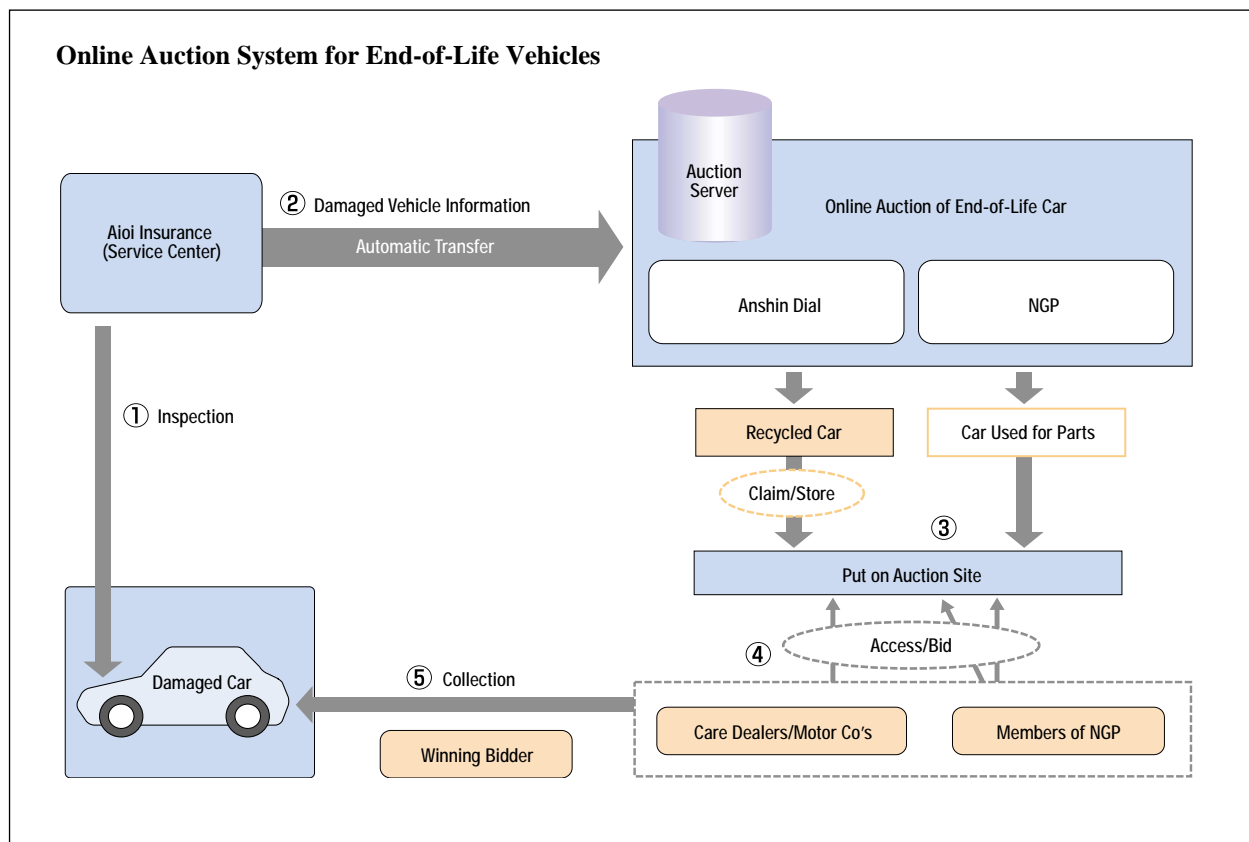 Online Auction System for End-of-Life Vehicles
Auction
Server
Online Auction of End-of-Life Car
Aioi Insurance
(Service Center)
② Damaged Vehicle Information
Automatic Transfer
Anshin Dial
NGP
① Inspection
Recycled Car
Car Used for Parts
Claim/Store
③
Put on Auction Site
④
Access/Bid
Damaged Car
⑤ Collection
Winning Bidder
Care Dealers/Motor Co's
Members of NGP